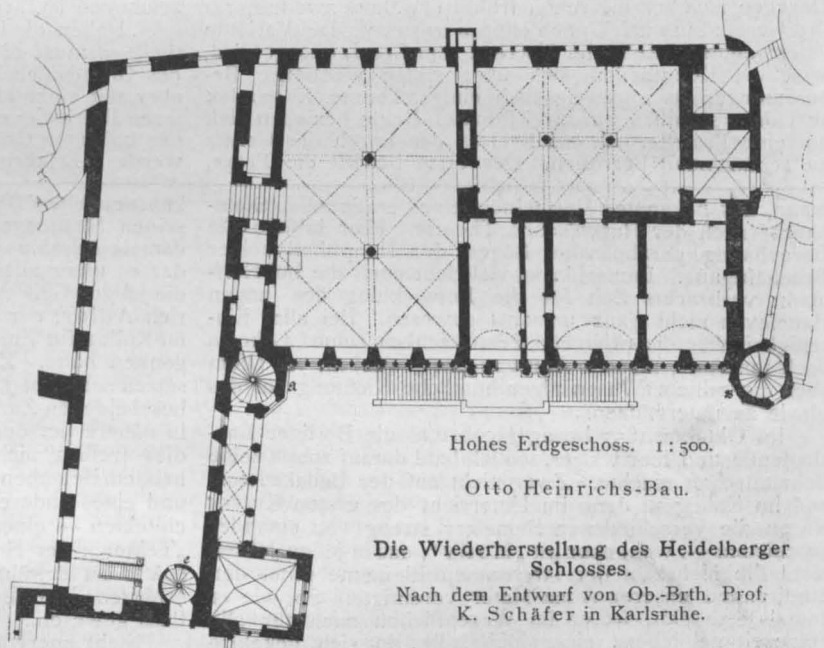 a
s
Hohes Erdgeschoss. M. 1 : 500.
Otto Heinrichs-Bau.
Die Wiederherstellung des Heidelberger
Schlosses.
Nach dem Entwurf von Ob.-Brth. Prof.
K. Schäfer in Karlsruhe.
c